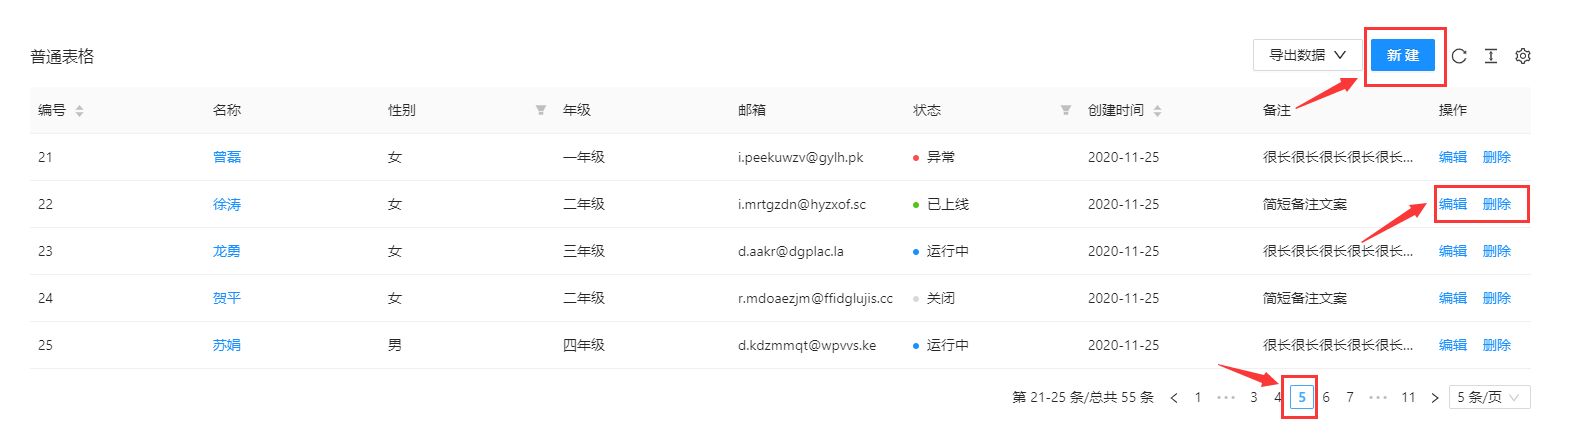 普通表格 导出数据 新 建
编号 名称 性别 年级 邮箱 状态 创建时间 备注 操作
21 曾磊 女 一年级 i.peekuwzv@gylh.pk 异常 2020-11-25 很长很长很长很长很长... 编辑 删除
22 徐涛 女 二年级 i.mrtgzdn@hyzxof.sc 已上线 2020-11-25 简短备注文案 编辑 删除
23 龙勇 女 三年级 d.aakr@dgplac.la 运行中 2020-11-25 很长很长很长很长很长... 编辑 删除
24 贺平 女 二年级 r.mdoaezjm@ffidglujis.cc 关闭 2020-11-25 简短备注文案 编辑 删除
25 苏娟 男 四年级 d.kdzmmqt@wpvvs.ke 运行中 2020-11-25 很长很长很长很长很长... 编辑 删除
第 21-25 条/总共 55 条 < 1 ••• 3 4 5 6 7 ••• 11 > 5 条/页